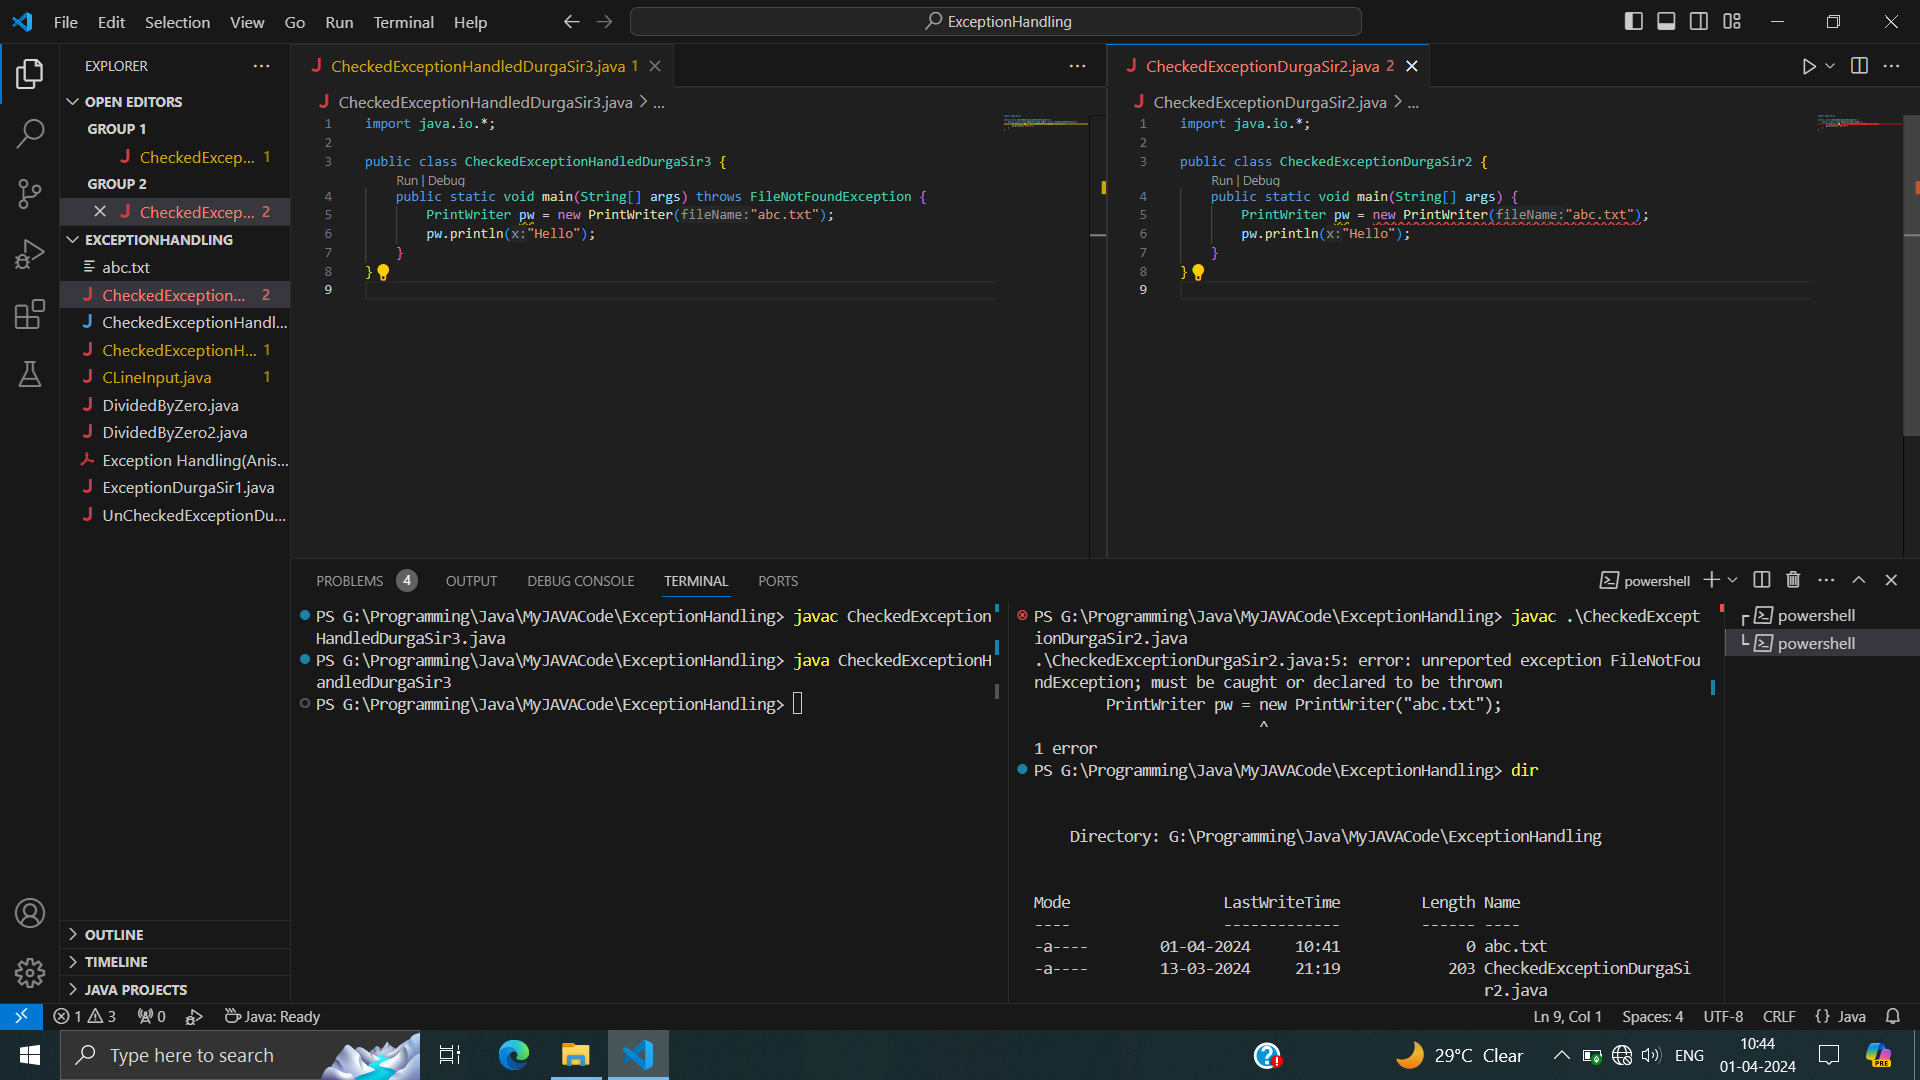 File Edit Selection View Go Run Terminal Help
ExceptionHandling
EXPLORER
OPEN EDITORS
GROUP 1
CheckedExcep... 1
GROUP 2
CheckedExcep... 2
EXCEPTIONHANDLING
abc.txt
CheckedException... 2
CheckedExceptionHandl...
CheckedExceptionH... 1
CLineInput.java 1
DividedByZero.java
DividedByZero2.java
Exception Handling(Anis...
ExceptionDurgaSir1.java
UnCheckedExceptionDu...
OUTLINE
TIMELINE
JAVA PROJECTS
CheckedExceptionHandledDurgaSir3.java 1
CheckedExceptionHandledDurgaSir3.java > ...
1 import java.io.*;
2
3 public class CheckedExceptionHandledDurgaSir3 {
Run | Debug
4 public static void main(String[] args) throws FileNotFoundException {
5 PrintWriter pw = new PrintWriter(fileName:"abc.txt");
6 pw.println(x:"Hello");
7 }
8 }
9
CheckedExceptionDurgaSir2.java 2
CheckedExceptionDurgaSir2.java > ...
1 import java.io.*;
2
3 public class CheckedExceptionDurgaSir2 {
Run | Debug
4 public static void main(String[] args) {
5 PrintWriter pw = new PrintWriter(fileName:"abc.txt");
6 pw.println(x:"Hello");
7 }
8 }
9
PROBLEMS 4 OUTPUT DEBUG CONSOLE TERMINAL PORTS
powershell
PS G:\Programming\Java\MyJAVACode\ExceptionHandling> javac CheckedException
HandledDurgaSir3.java
PS G:\Programming\Java\MyJAVACode\ExceptionHandling> java CheckedExceptionH
andledDurgaSir3
PS G:\Programming\Java\MyJAVACode\ExceptionHandling>
PS G:\Programming\Java\MyJAVACode\ExceptionHandling> javac .\CheckedExcept
ionDurgaSir2.java
.\CheckedExceptionDurgaSir2.java:5: error: unreported exception FileNotFou
ndException; must be caught or declared to be thrown
PrintWriter pw = new PrintWriter("abc.txt");
^
1 error
PS G:\Programming\Java\MyJAVACode\ExceptionHandling> dir
Directory: G:\Programming\Java\MyJAVACode\ExceptionHandling
Mode LastWriteTime Length Name
---- ------------- ------ ----
-a---- 01-04-2024 10:41 0 abc.txt
-a---- 13-03-2024 21:19 203 CheckedExceptionDurgaSi
r2.java
powershell
powershell
1 3 0 Java: Ready
Ln 9, Col 1 Spaces: 4 UTF-8 CRLF {} Java
Type here to search
29°C Clear
ENG
10:44
01-04-2024
PRE